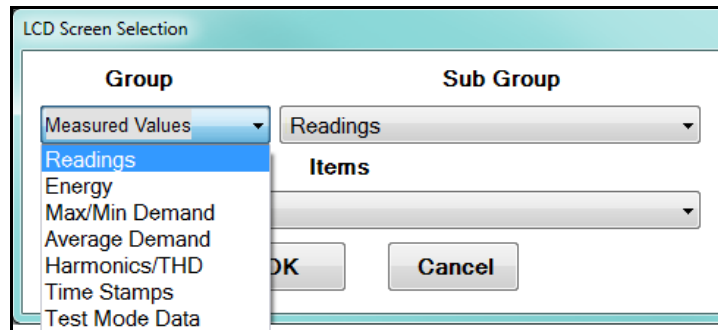 LCD Screen Selection
Group Sub Group
Measured Values Readings
Readings
Items
Energy
Max/Min Demand
Average Demand
Harmonics/THD OK Cancel
Time Stamps
Test Mode Data